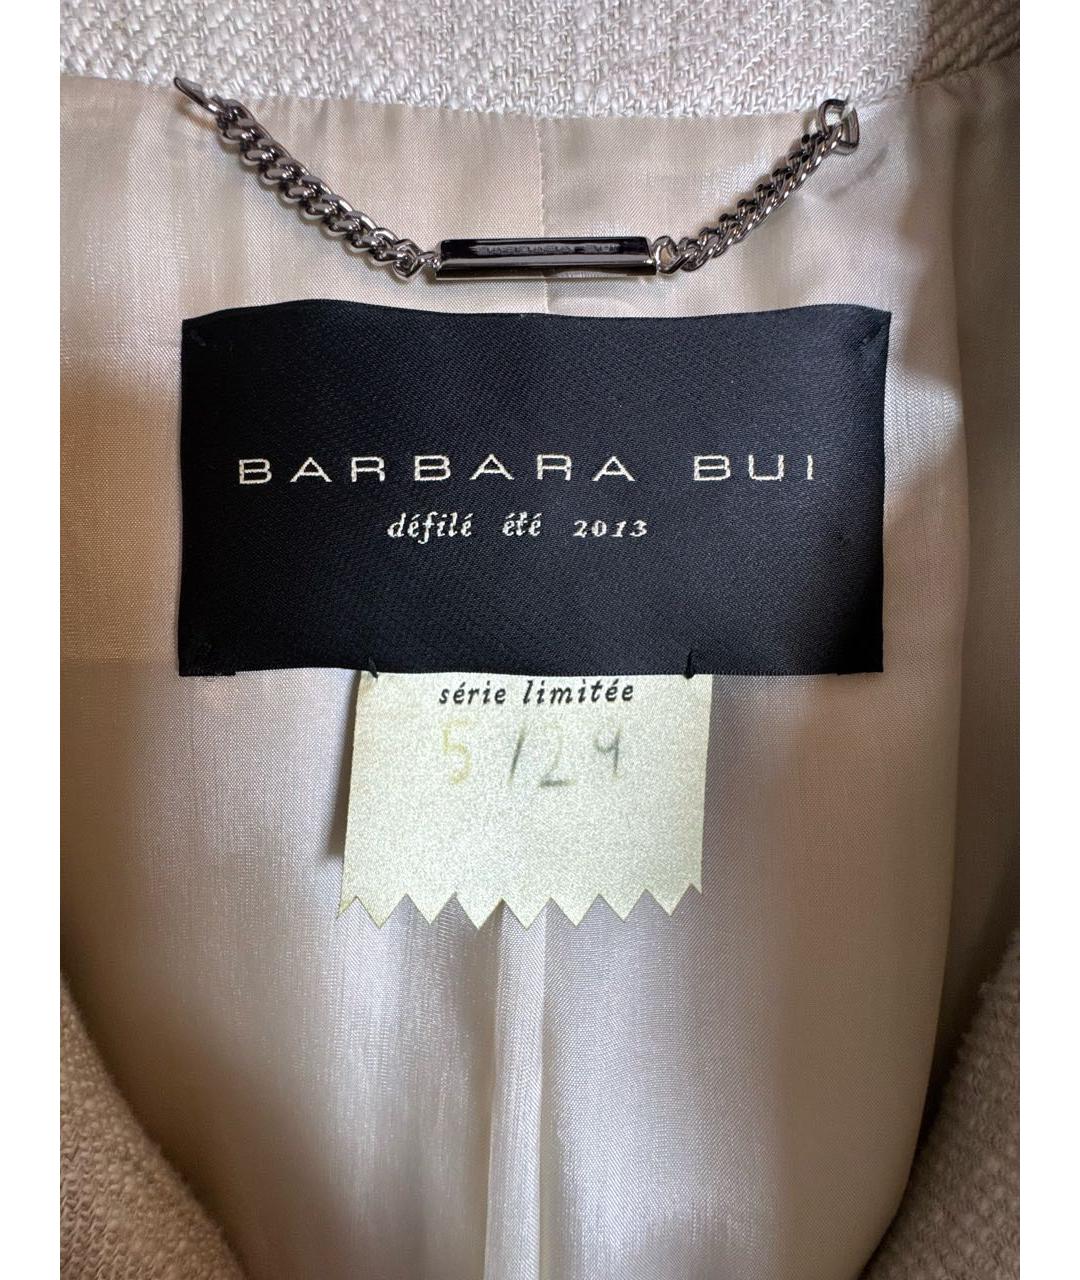 BARBARA BUI
défilé été 2013
série limitée
5/24